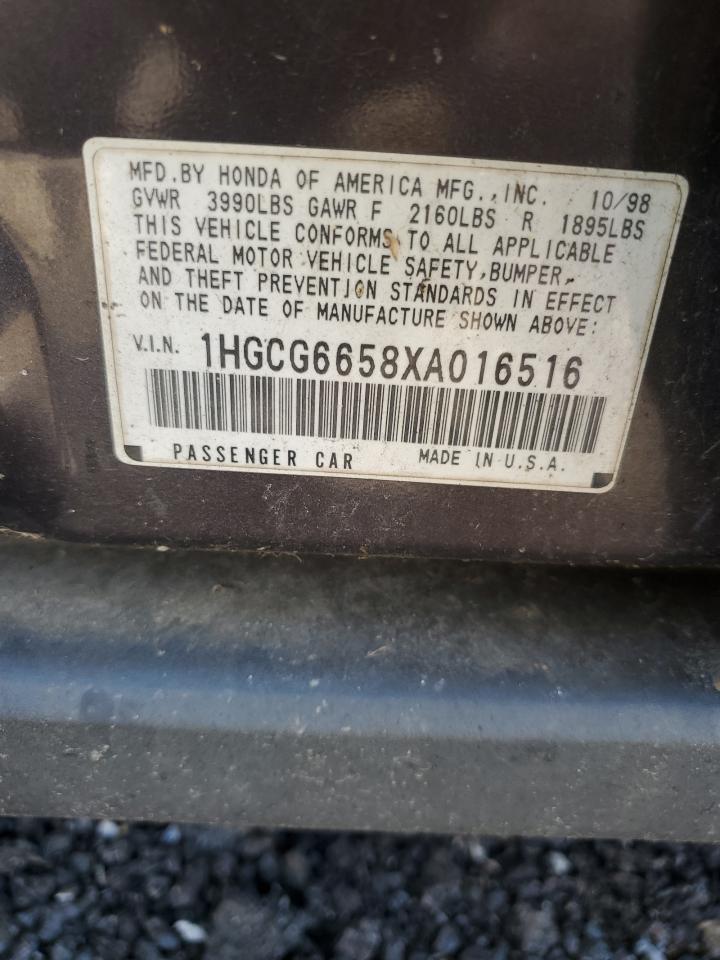 MFD.BY HONDA OF AMERICA MFG.,INC. 10/98
GVWR 3990LBS GAWR F 2160LBS R 1895LBS
THIS VEHICLE CONFORMS TO ALL APPLICABLE
FEDERAL MOTOR VEHICLE SAFETY,BUMPER,
AND THEFT PREVENTION STANDARDS IN EFFECT
ON THE DATE OF MANUFACTURE SHOWN ABOVE:
V.I.N. 1HGCG6658XA016516
PASSENGER CAR MADE IN U.S.A.